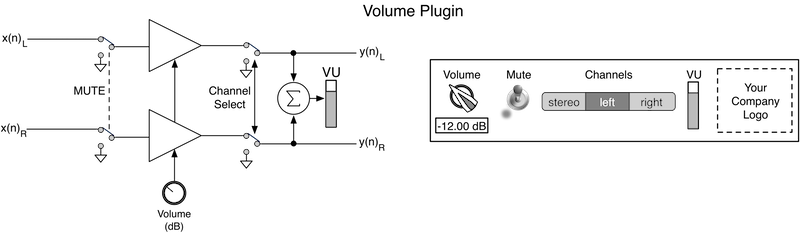 Volume Plugin
x(n)L
y(n)L
MUTE
Channel
Select
VU
Σ
x(n)R
y(n)R
Volume
(dB)
Volume
Mute
Channels
VU
stereo
left
right
-12.00 dB
Your
Company
Logo